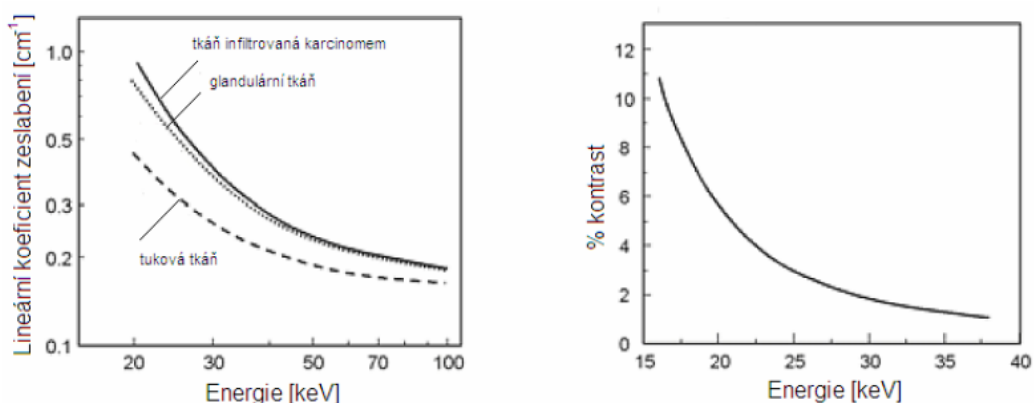 Lineární koeficient zeslabení [cm⁻¹]
1.0
0.5
0.3
0.2
0.1
tkáň infiltrovaná karcinomem
glandulární tkáň
tuková tkáň
20 30 50 70 100
Energie [keV]
% kontrast
12
10
8
6
4
2
0
15 20 25 30 35 40
Energie [keV]